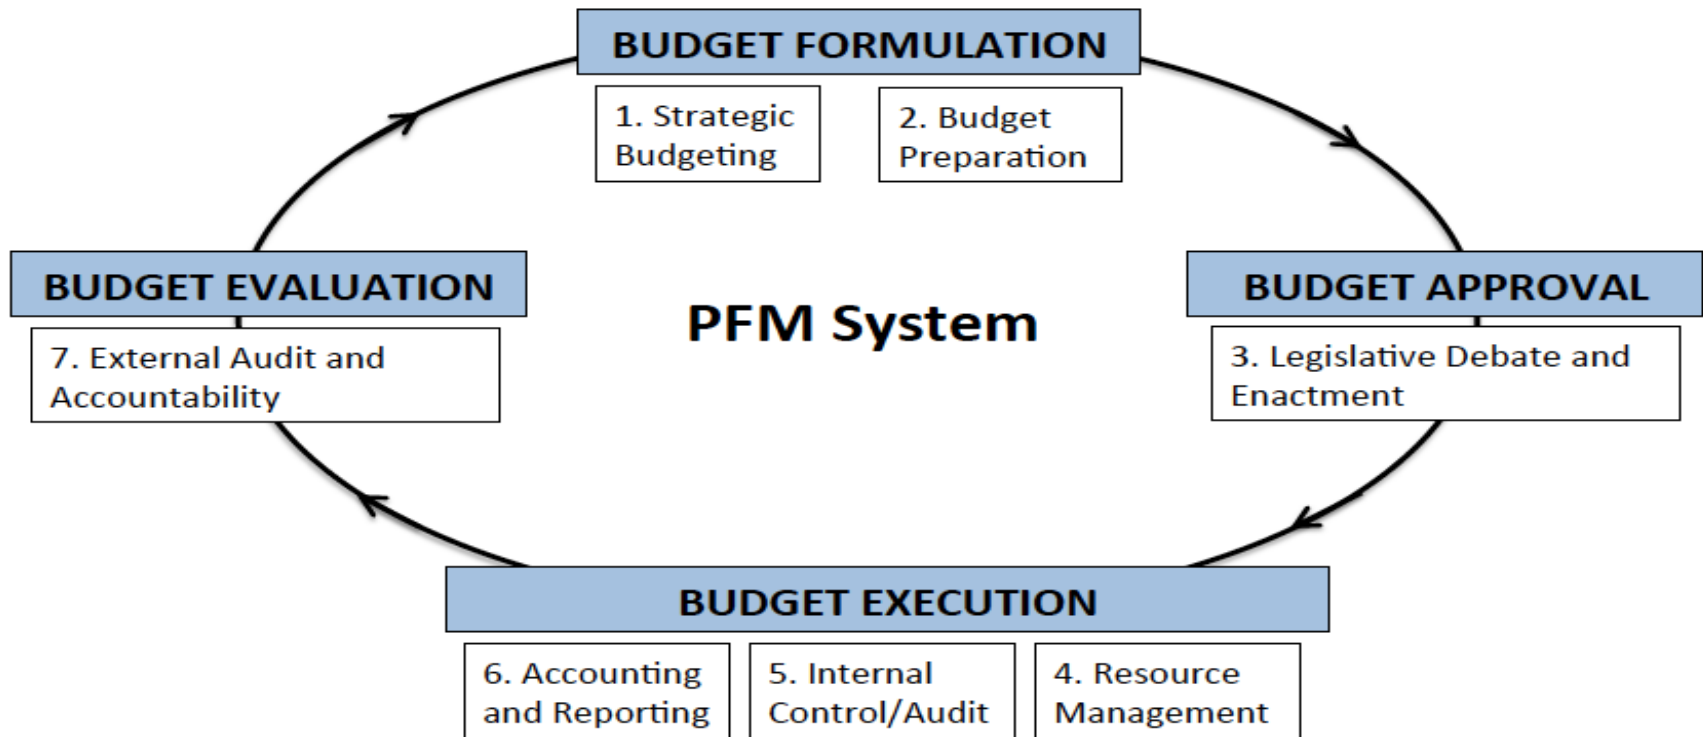 BUDGET FORMULATION
1. Strategic
Budgeting
2. Budget
Preparation
BUDGET EVALUATION
7. External Audit and
Accountability
PFM System
BUDGET APPROVAL
3. Legislative Debate and
Enactment
BUDGET EXECUTION
6. Accounting
and Reporting
5. Internal
Control/Audit
4. Resource
Management